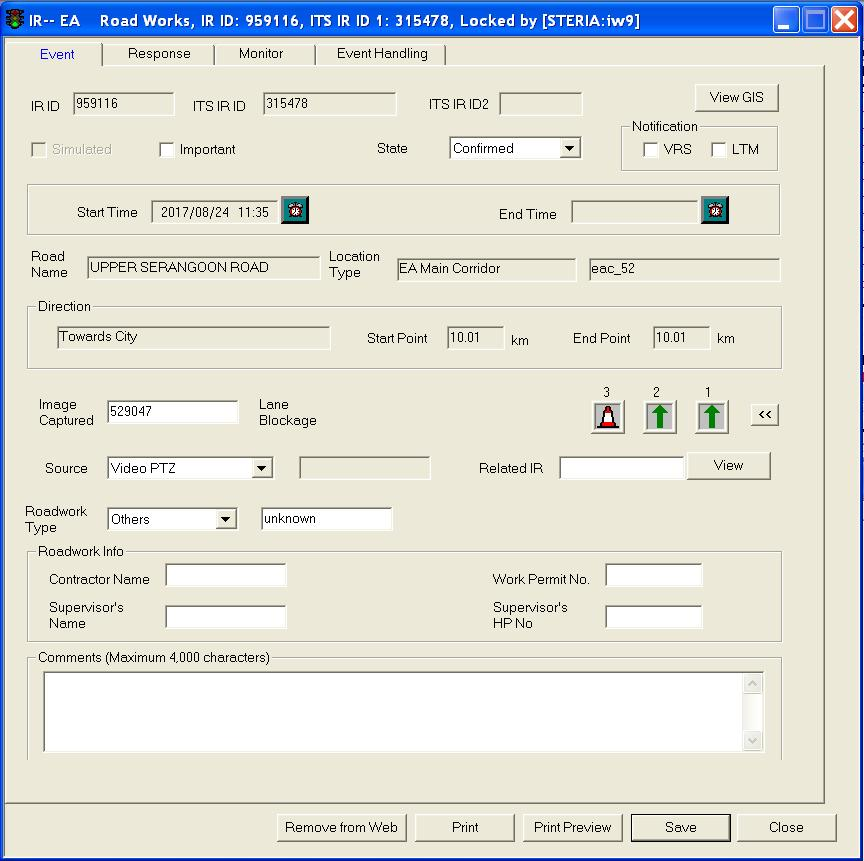 IR-- EA Road Works, IR ID: 959116, ITS IR ID 1: 315478, Locked by [STERIA:iw9]
Event Response Monitor Event Handling
IR ID 959116 ITS IR ID 315478 ITS IR ID2 View GIS
Simulated Important State Confirmed
Notification
VRS LTM
Start Time 2017/08/24 11:35 End Time
Road
Name
UPPER SERANGOON ROAD
Location
Type
EA Main Corridor eac_52
Direction
Towards City Start Point 10.01 km End Point 10.01 km
Image
Captured
529047
Lane
Blockage
3 2 1
<<
Source Video PTZ Related IR View
Roadwork
Type
Others unknown
Roadwork Info
Contractor Name Work Permit No.
Supervisor's
Name
Supervisor's
HP No
Comments (Maximum 4,000 characters)
Remove from Web Print Print Preview Save Close